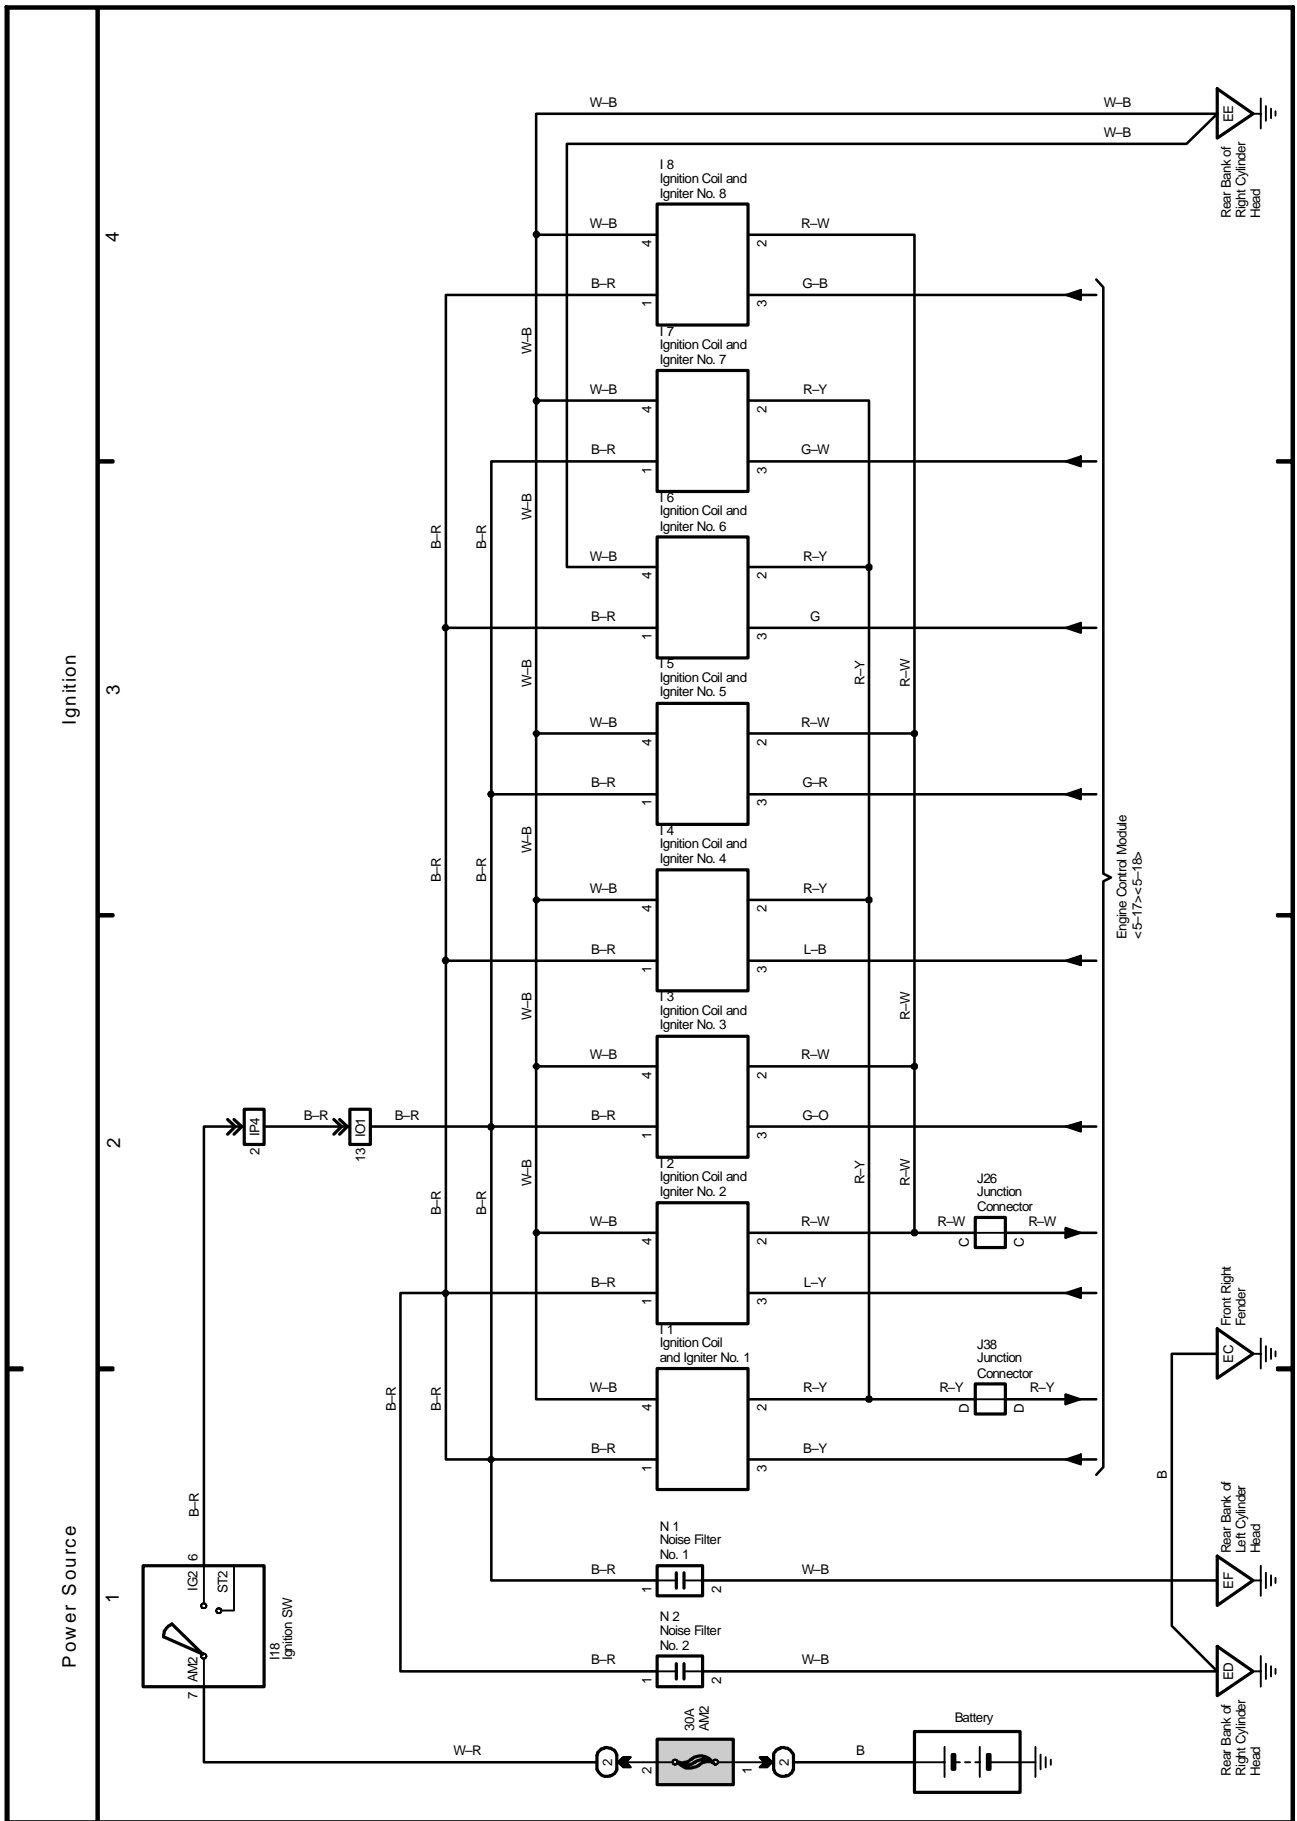 Power Source
Ignition
1
2
3
4
W–B
W–B
W–B
EE
Rear Bank of
Right Cylinder
Head
I 8
Ignition Coil and
Igniter No. 8
W–B
4
2
R–W
B–R
1
3
G–B
W–B
I 7
Ignition Coil and
Igniter No. 7
W–B
4
2
R–Y
B–R
1
3
G–W
B–R
B–R
W–B
I 6
Ignition Coil and
Igniter No. 6
W–B
4
2
R–Y
B–R
1
3
G
W–B
R–Y
R–W
I 5
Ignition Coil and
Igniter No. 5
W–B
4
2
R–W
B–R
1
3
G–R
B–R
B–R
W–B
I 4
Ignition Coil and
Igniter No. 4
W–B
4
2
R–Y
B–R
1
3
L–B
Engine Control Module
<5–17><5–18>
W–B
R–W
I 3
Ignition Coil and
Igniter No. 3
W–B
4
2
R–W
B–R
1
3
G–O
2
IP4
B–R
13
IO1
B–R
B–R
B–R
W–B
R–Y
R–W
I 2
Ignition Coil and
Igniter No. 2
W–B
4
2
R–W
B–R
1
3
L–Y
J26
Junction
Connector
R–W
C
C
R–W
B–R
B–R
I 1
Ignition Coil
and Igniter No. 1
W–B
4
2
R–Y
B–R
1
3
B–Y
J38
Junction
Connector
R–Y
D
D
R–Y
EC
Front Right
Fender
B
B–R
6
IG2
ST2
AM2
7
I18
Ignition SW
N 1
Noise Filter
No. 1
B–R
1
2
W–B
EF
Rear Bank of
Left Cylinder
Head
N 2
Noise Filter
No. 2
B–R
1
2
W–B
ED
Rear Bank of
Right Cylinder
Head
W–R
2
2
30A
AM2
1
2
B
Battery